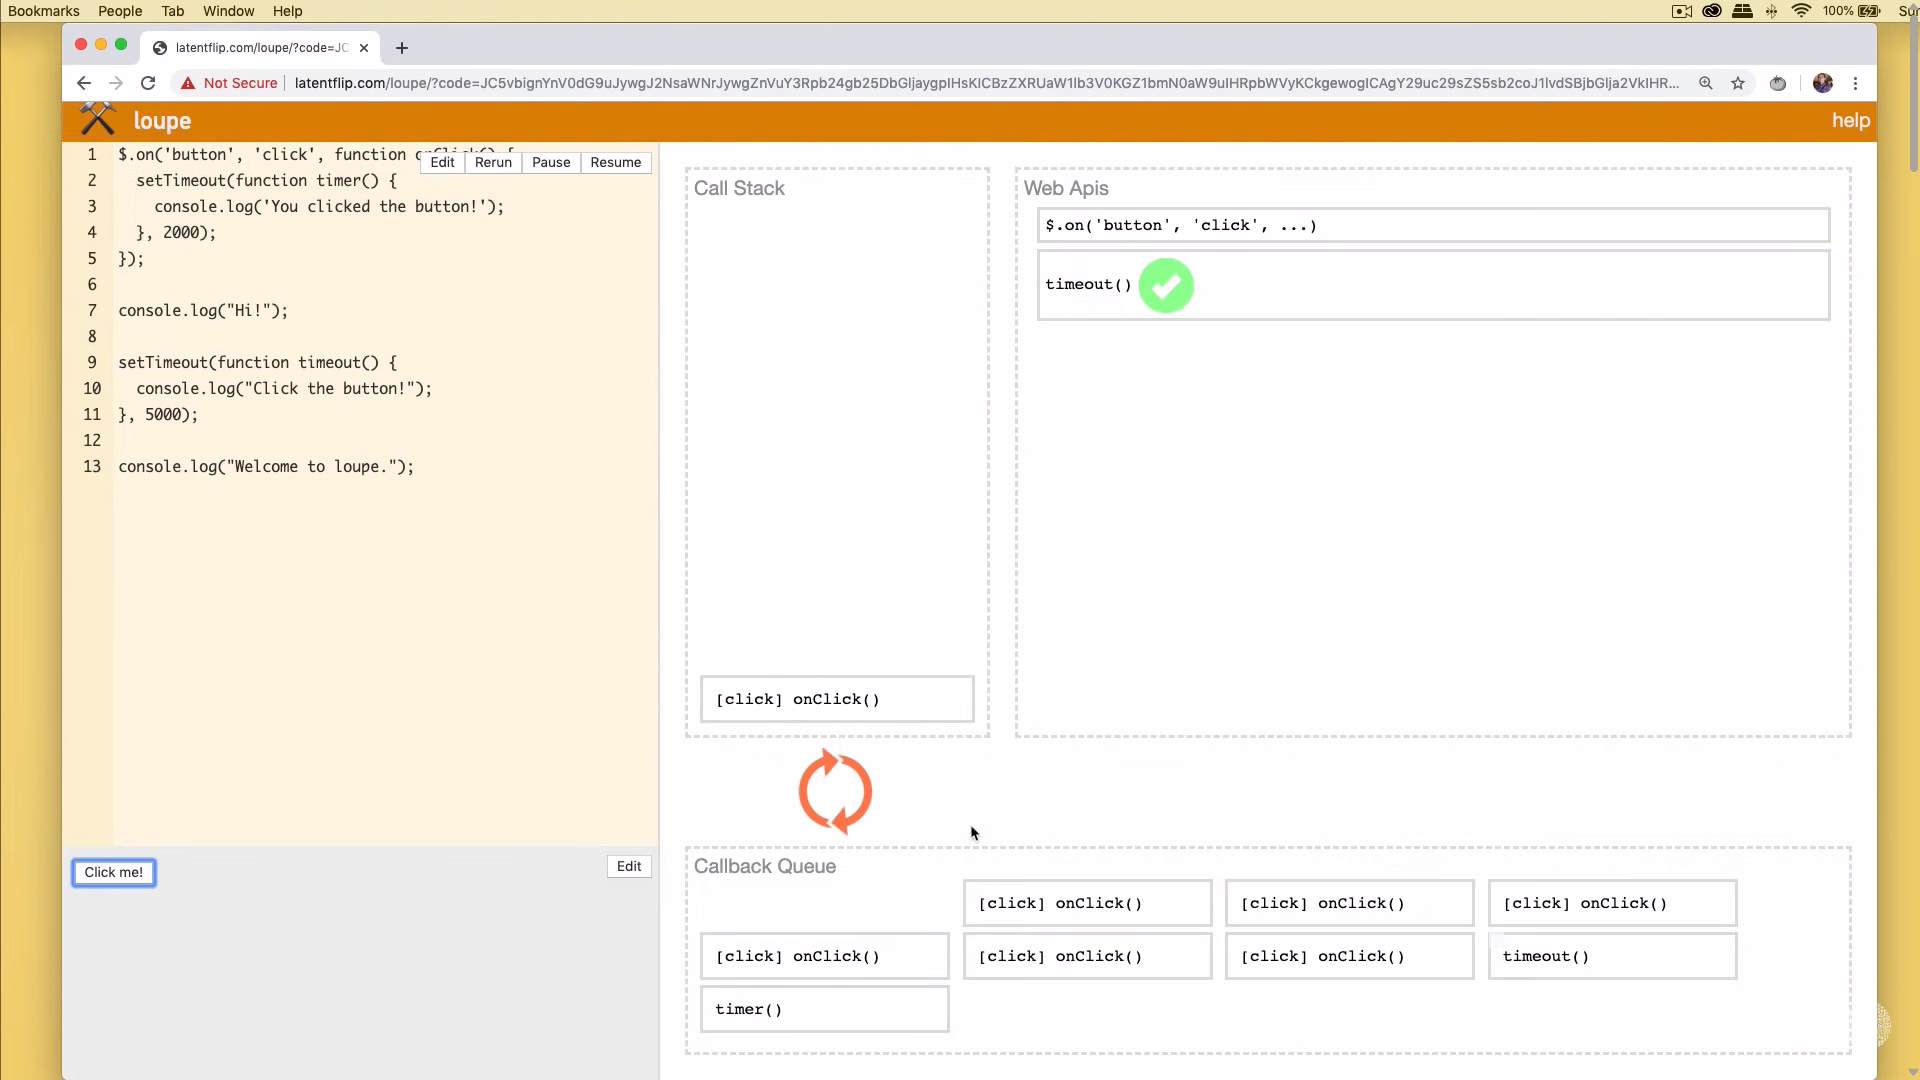 Bookmarks People Tab Window Help 100%
latentflip.com/loupe/?code=JC
Not Secure latentflip.com/loupe/?code=JC5vbignYnV0dG9uJywgJ2NsaWNrJywgZnVuY3Rpb24gb25DbGljaygpIHsKICBzZXRUaW1lb3V0KGZ1bmN0aW9uIHRpbWVyKCkgewogICAgY29uc29sZS5sb2coJ1lvdSBjbGlja2VkIHR...
loupe help
1 $.on('button', 'click', function onClick() {
Edit Rerun Pause Resume
2 setTimeout(function timer() {
3 console.log('You clicked the button!');
4 }, 2000);
5 });
6
7 console.log("Hi!");
8
9 setTimeout(function timeout() {
10 console.log("Click the button!");
11 }, 5000);
12
13 console.log("Welcome to loupe.");
Click me! Edit
Call Stack
[click] onClick()
Web Apis
$.on('button', 'click', ...)
timeout()
Callback Queue
[click] onClick() [click] onClick() [click] onClick()
[click] onClick() [click] onClick() [click] onClick() timeout()
timer()